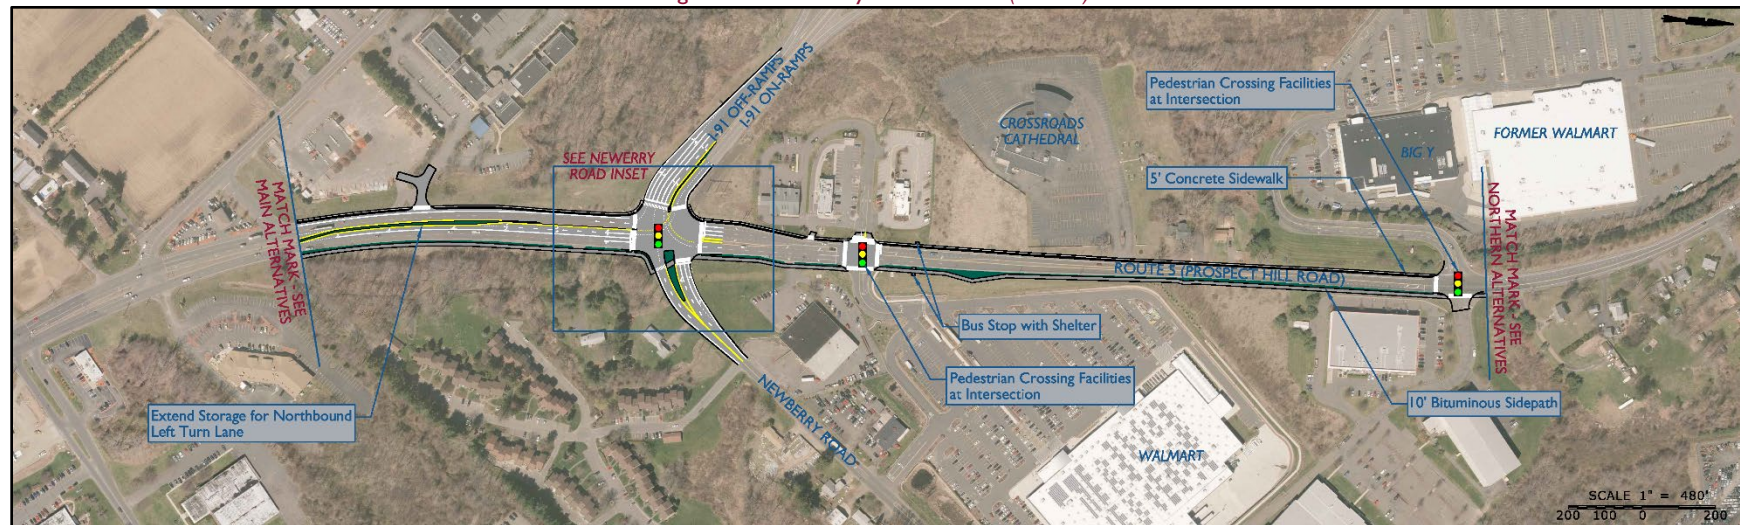 I-91 OFF-RAMPS
I-91 ON-RAMPS
SEE NEWERRY
ROAD INSET
CROSSROADS
CATHEDRAL
Pedestrian Crossing Facilities
at Intersection
BIG Y
FORMER WALMART
5' Concrete Sidewalk
MATCH MARK - SEE
MAIN ALTERNATIVES
MATCH MARK - SEE
NORTHERN ALTERNATIVES
ROUTE 5 (PROSPECT HILL ROAD)
Bus Stop with Shelter
Pedestrian Crossing Facilities
at Intersection
10' Bituminous Sidepath
Extend Storage for Northbound
Left Turn Lane
NEWBERRY ROAD
WALMART
SCALE 1" = 480'
200 100 0 200